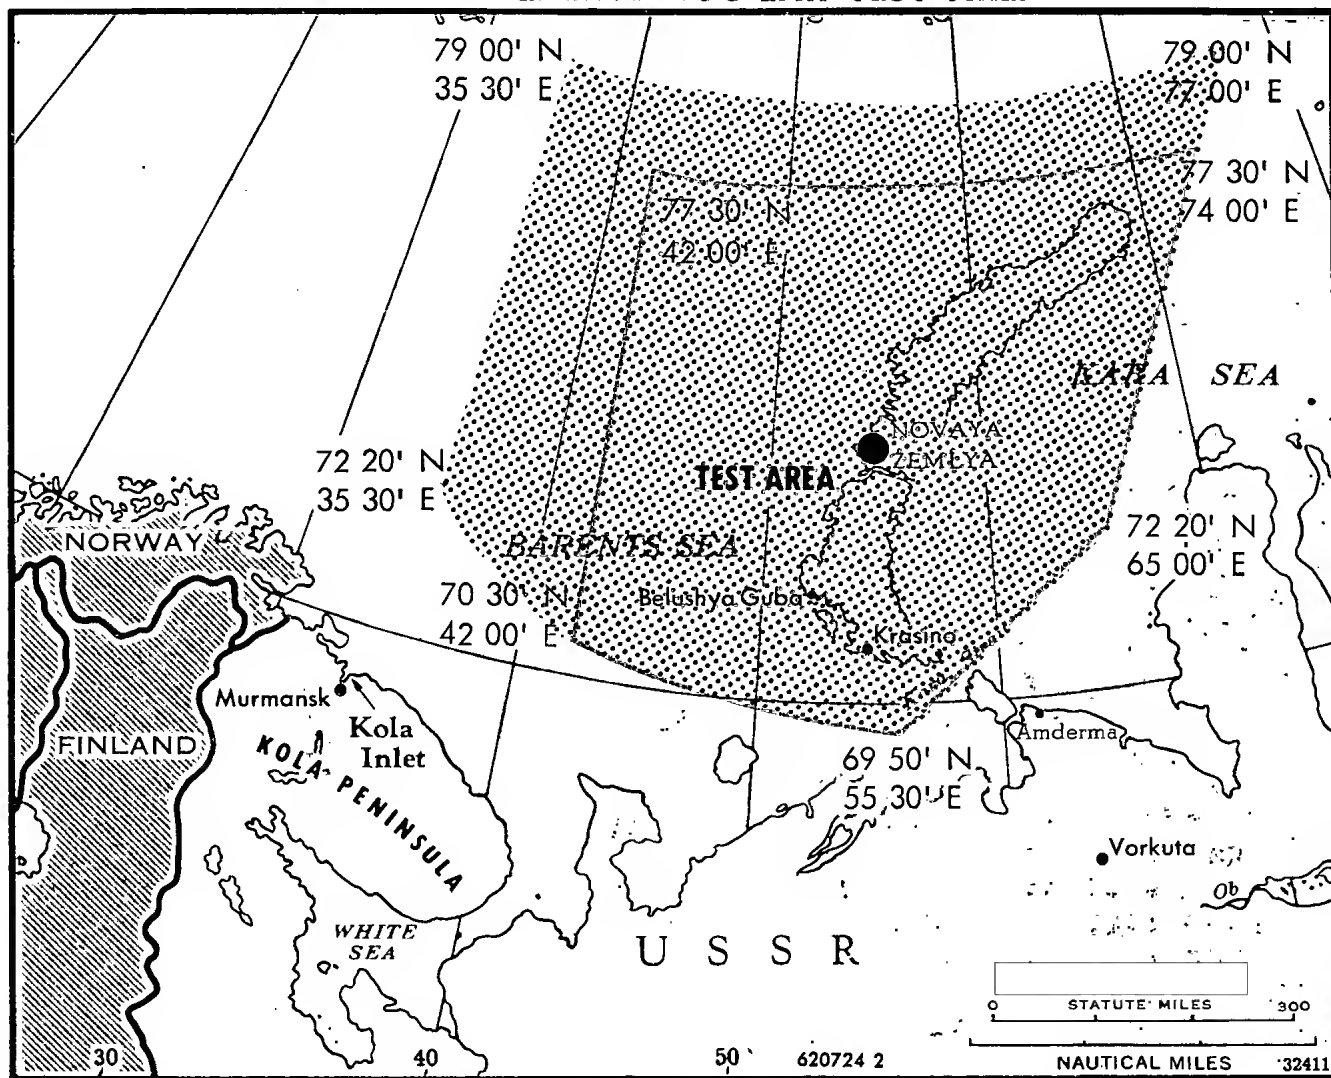 79 00' N
35 30' E
79 00' N
77 00' E
77 30' N
74 00' E
77 30' N
42 00' E
KARA SEA
NOVAYA
ZEMLYA
TEST AREA
72 20' N
35 30' E
72 20' N
65 00' E
NORWAY
BARENTS SEA
70 30' N
42 00' E
Belushya Guba
Krasino
Murmansk
Kola
Inlet
FINLAND
KOLA PENINSULA
Amderma
69 50' N
55 30' E
Vorkuta
Ob
WHITE
SEA
USSR
0 STATUTE MILES 300
30 40 50 620724 2
NAUTICAL MILES 32411